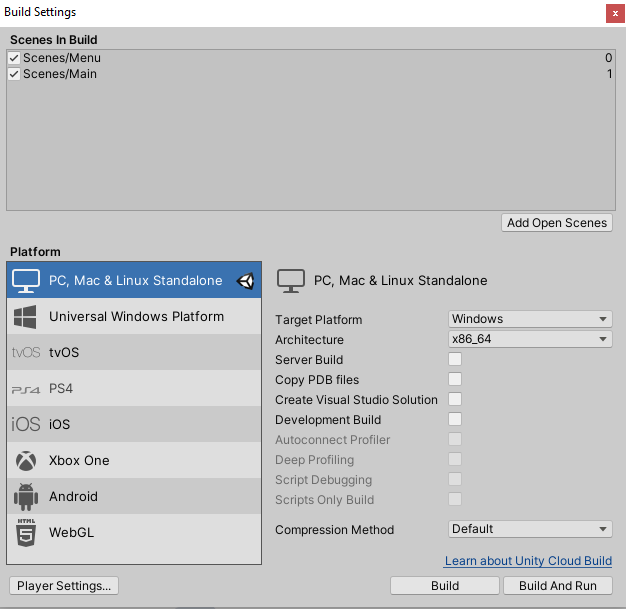 Build Settings
x
Scenes In Build
Scenes/Menu 0
Scenes/Main 1
Add Open Scenes
Platform
PC, Mac & Linux Standalone
Universal Windows Platform
tvOS tvOS
PS4 PS4
iOS iOS
Xbox One
Android
HTML 5 WebGL
PC, Mac & Linux Standalone
Target Platform Windows
Architecture x86_64
Server Build
Copy PDB files
Create Visual Studio Solution
Development Build
Autoconnect Profiler
Deep Profiling
Script Debugging
Scripts Only Build
Compression Method Default
Learn about Unity Cloud Build
Player Settings... Build Build And Run